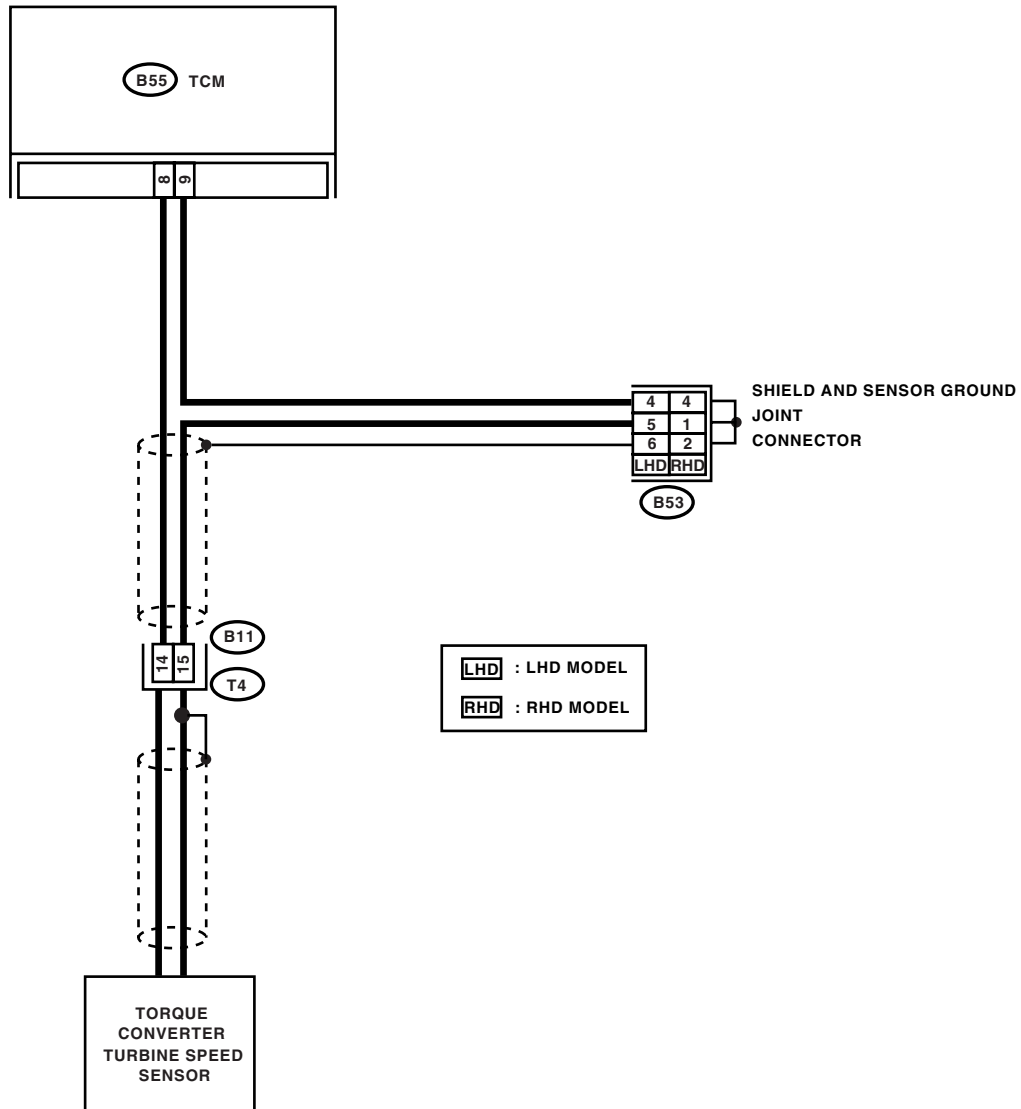 B55 TCM
8 9
4 4
5 1
6 2
LHD RHD
SHIELD AND SENSOR GROUND
JOINT
CONNECTOR
B53
B11
14 15
T4
LHD : LHD MODEL
RHD : RHD MODEL
TORQUE
CONVERTER
TURBINE SPEED
SENSOR